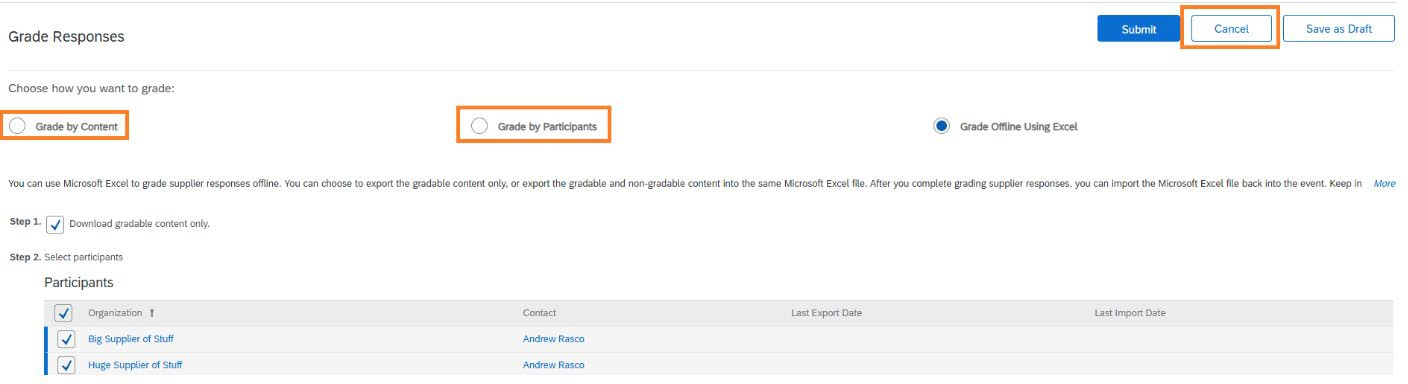 Grade Responses
Submit
Cancel
Save as Draft
Choose how you want to grade:
Grade by Content
Grade by Participants
Grade Offline Using Excel
You can use Microsoft Excel to grade supplier responses offline. You can choose to export the gradable content only, or export the gradable and non-gradable content into the same Microsoft Excel file. After you complete grading supplier responses, you can import the Microsoft Excel file back into the event. Keep in More
Step 1. Download gradable content only.
Step 2. Select participants
Participants
Organization ↑ Contact Last Export Date Last Import Date
Big Supplier of Stuff Andrew Rasco
Huge Supplier of Stuff Andrew Rasco